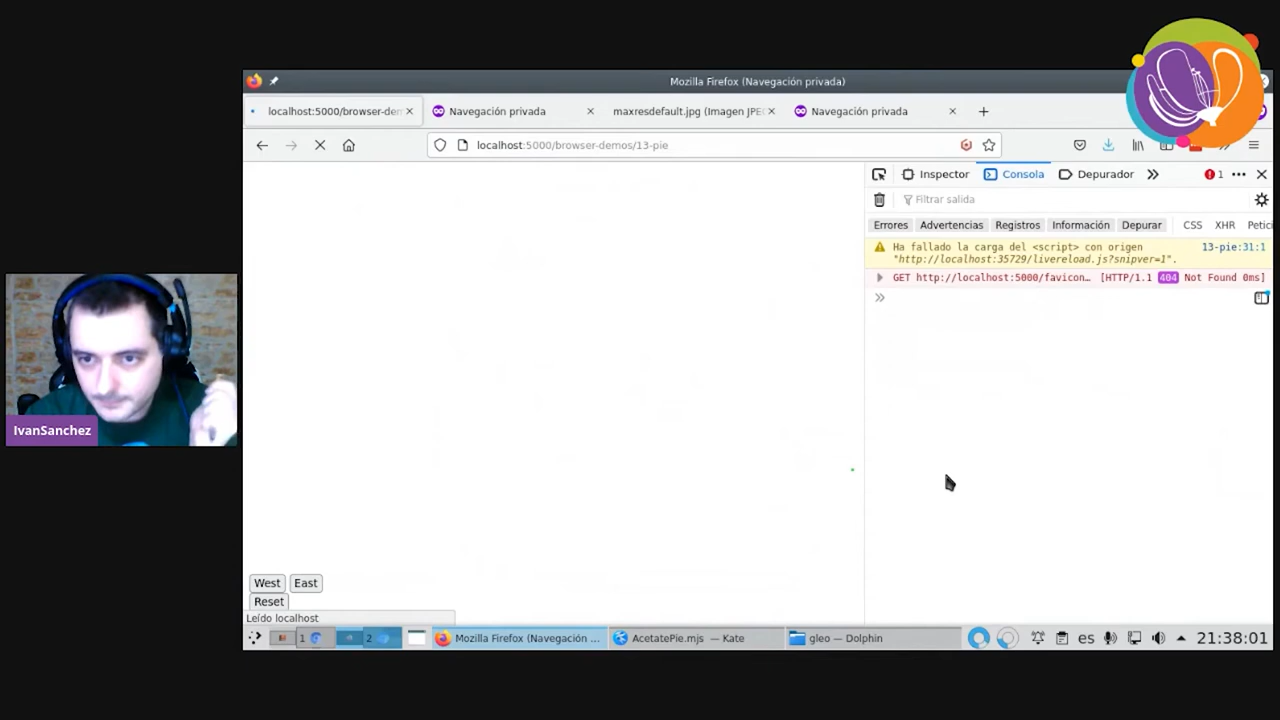 Mozilla Firefox (Navegación privada)
localhost:5000/browser-dem
Navegación privada
maxresdefault.jpg (Imagen JPE
Navegación privada
localhost:5000/browser-demos/13-pie
Inspector
Consola
Depurador
1
Filtrar salida
Errores
Advertencias
Registros
Información
Depurar
CSS
XHR
Petici
Ha fallado la carga del <script> con origen
13-pie:31:1
"http://localhost:35729/livereload.js?snipver=1".
GET http://localhost:5000/favicon… [HTTP/1.1 404 Not Found 0ms]
IvanSanchez
West
East
Reset
Leído localhost
1
2
Mozilla Firefox (Navegación ...
AcetatePie.mjs — Kate
gleo — Dolphin
es
21:38:01